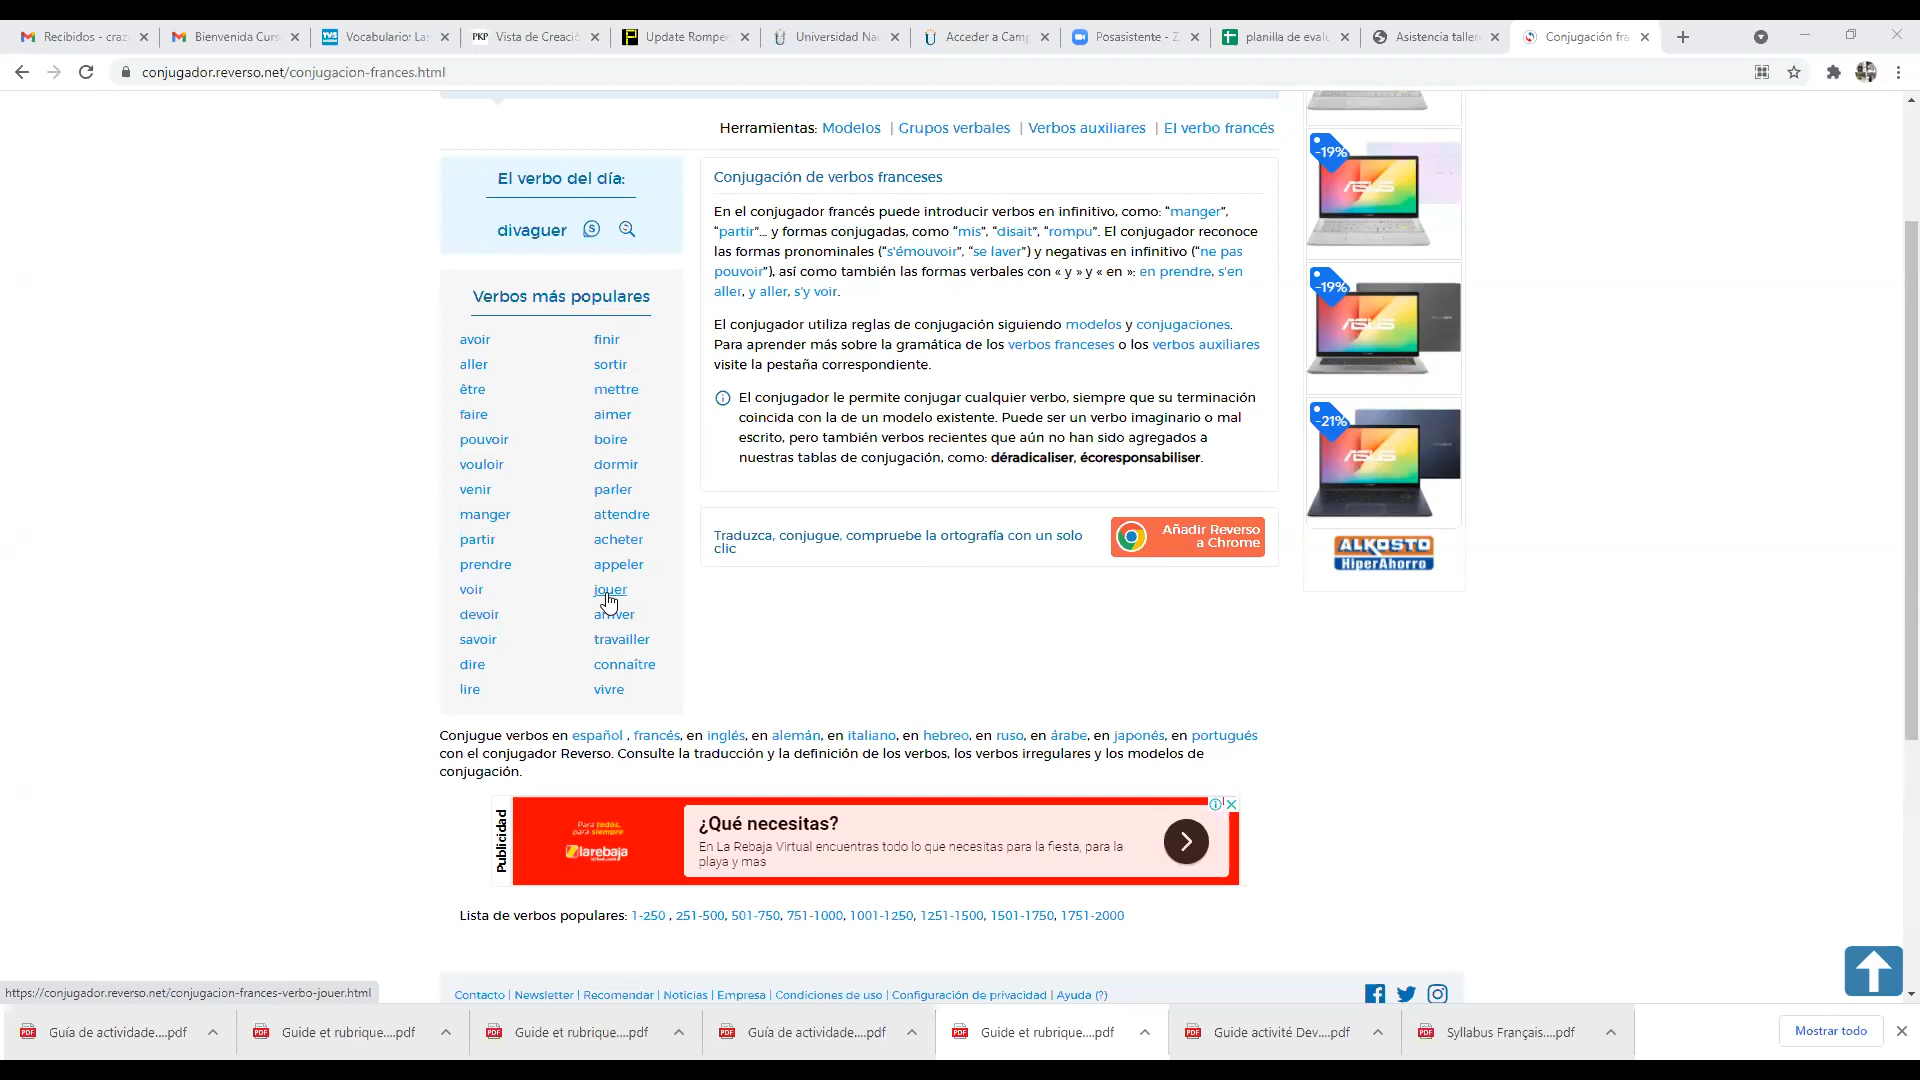 Recibidos - craz
Bienvenida Curs
Vocabulario: La
Vista de Creació
Update Rompe
Universidad Nac
Acceder a Camp
Posasistente - Z
planilla de evalu
Asistencia taller
Conjugación fra
conjugador.reverso.net/conjugacion-frances.html
Herramientas: Modelos | Grupos verbales | Verbos auxiliares | El verbo francés
El verbo del día:
divaguer
Verbos más populares
avoir finir
aller sortir
être mettre
faire aimer
pouvoir boire
vouloir dormir
venir parler
manger attendre
partir acheter
prendre appeler
voir jouer
devoir arriver
savoir travailler
dire connaître
lire vivre
Conjugación de verbos franceses
En el conjugador francés puede introducir verbos en infinitivo, como: “manger”,
“partir”... y formas conjugadas, como “mis”, “disait”, “rompu”. El conjugador reconoce
las formas pronominales (“s'émouvoir”, “se laver”) y negativas en infinitivo (“ne pas
pouvoir”), así como también las formas verbales con « y » y « en »: en prendre, s'en
aller, y aller, s'y voir.
El conjugador utiliza reglas de conjugación siguiendo modelos y conjugaciones.
Para aprender más sobre la gramática de los verbos franceses o los verbos auxiliares
visite la pestaña correspondiente.
El conjugador le permite conjugar cualquier verbo, siempre que su terminación
coincida con la de un modelo existente. Puede ser un verbo imaginario o mal
escrito, pero también verbos recientes que aún no han sido agregados a
nuestras tablas de conjugación, como: déradicaliser, écoresponsabiliser.
Traduzca, conjugue, compruebe la ortografía con un solo
clic
Añadir Reverso
a Chrome
-19%
ASUS
-19%
ASUS
-21%
ASUS
ALKOSTO
HiperAhorro
Conjugue verbos en español , francés, en inglés, en alemán, en italiano, en hebreo, en ruso, en árabe, en japonés, en portugués
con el conjugador Reverso. Consulte la traducción y la definición de los verbos, los verbos irregulares y los modelos de
conjugación.
Publicidad
Para todos,
para siempre
larebaja
¿Qué necesitas?
En La Rebaja Virtual encuentras todo lo que necesitas para la fiesta, para la
playa y mas
Lista de verbos populares: 1-250 , 251-500, 501-750, 751-1000, 1001-1250, 1251-1500, 1501-1750, 1751-2000
https://conjugador.reverso.net/conjugacion-frances-verbo-jouer.html
Contacto | Newsletter | Recomendar | Noticias | Empresa | Condiciones de uso | Configuración de privacidad | Ayuda (?)
Guía de actividade....pdf
Guide et rubrique....pdf
Guide et rubrique....pdf
Guía de actividade....pdf
Guide et rubrique....pdf
Guide activité Dev....pdf
Syllabus Français....pdf
Mostrar todo